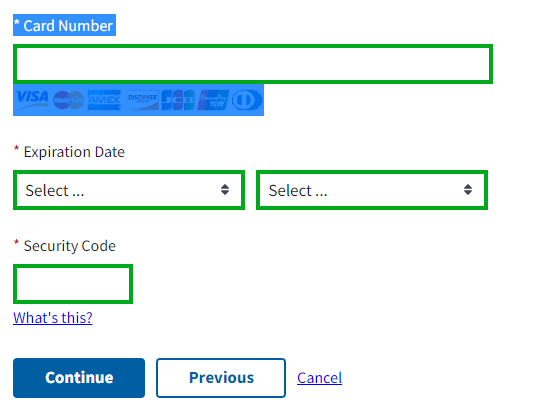 * Card Number
VISA AMEX DISCOVER JCB
* Expiration Date
Select ... Select ...
* Security Code
What's this?
Continue Previous Cancel